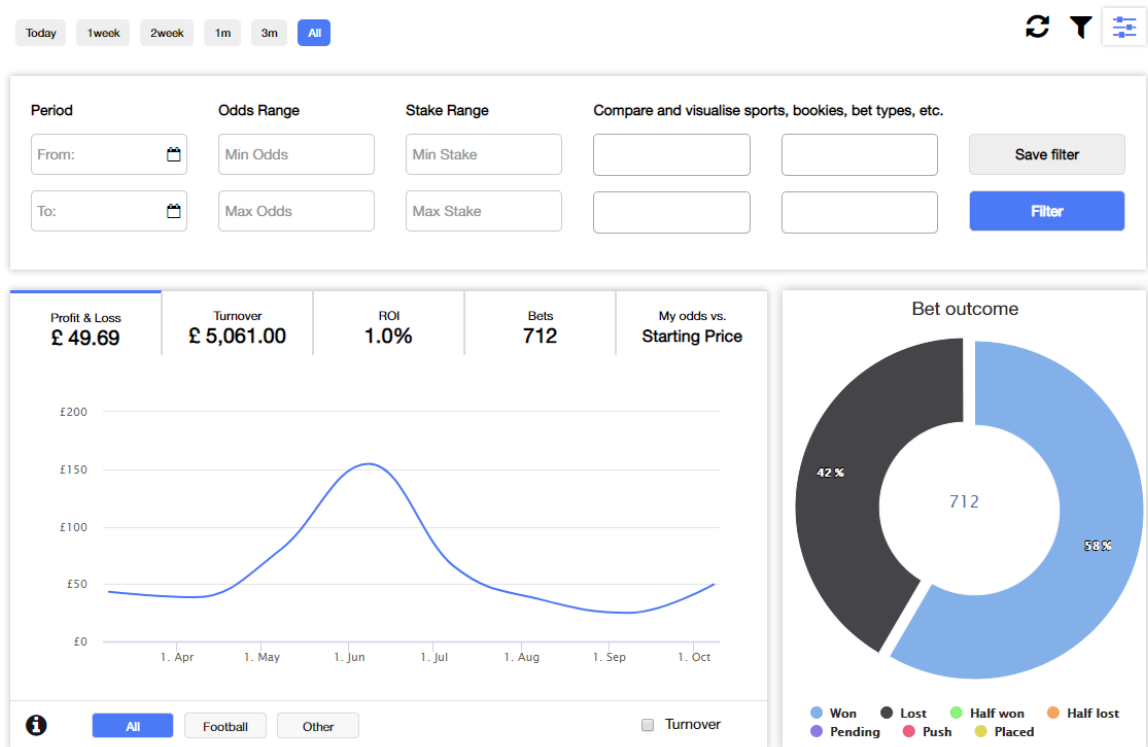 Today 1week 2week 1m 3m All
Period Odds Range Stake Range Compare and visualise sports, bookies, bet types, etc.
From: Min Odds Min Stake Save filter
To: Max Odds Max Stake Filter
Profit & Loss Turnover ROI Bets My odds vs.
£ 49.69 £ 5,061.00 1.0% 712 Starting Price
£200
£150
£100
£50
£0
1. Apr 1. May 1. Jun 1. Jul 1. Aug 1. Sep 1. Oct
All Football Other Turnover
Bet outcome
42 %
712
58 %
Won Lost Half won Half lost
Pending Push Placed